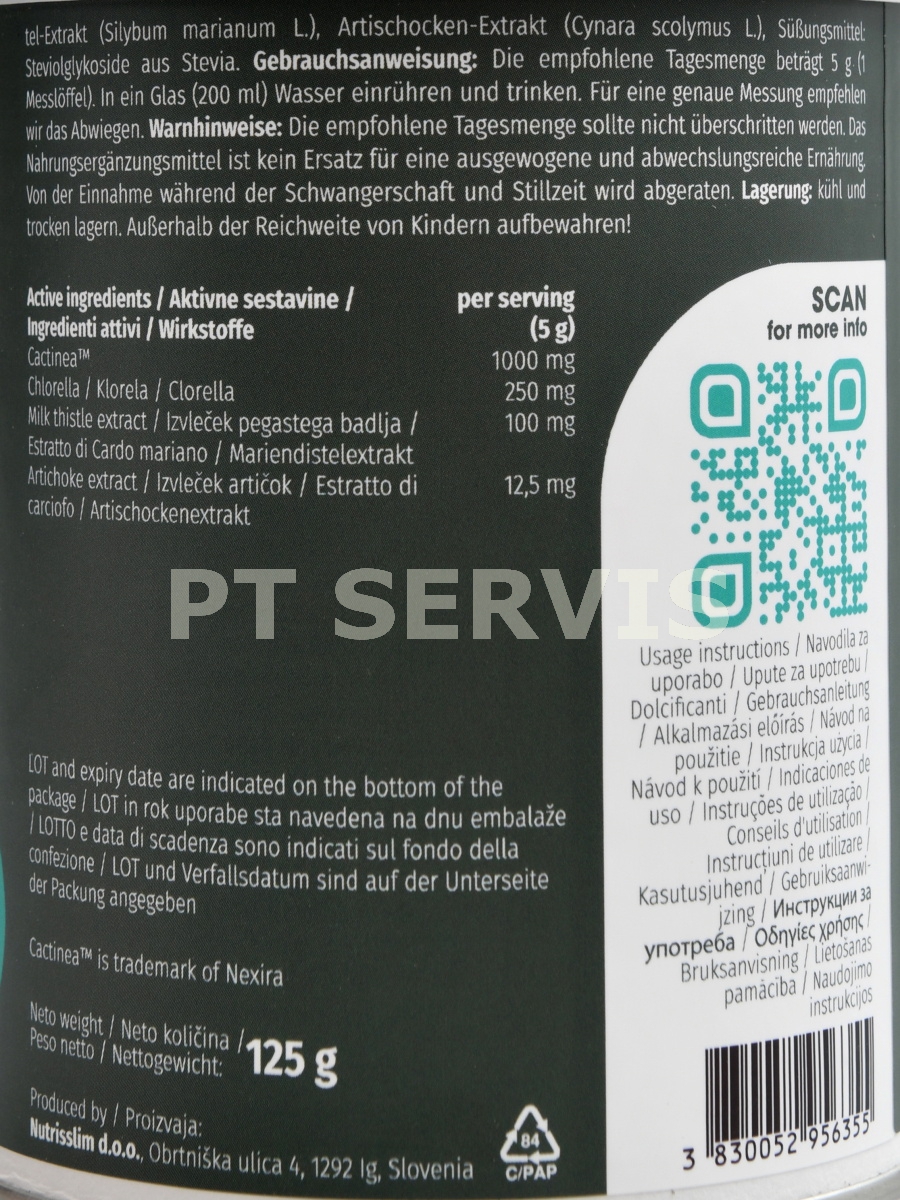 tel-Extrakt (Silybum marianum L.), Artischocken-Extrakt (Cynara scolymus L.), Süßungsmittel:
Steviolglykoside aus Stevia. Gebrauchsanweisung: Die empfohlene Tagesmenge beträgt 5 g (1
Messlöffel). In ein Glas (200 ml) Wasser einrühren und trinken. Für eine genaue Messung empfehlen
wir das Abwiegen. Warnhinweise: Die empfohlene Tagesmenge sollte nicht überschritten werden. Das
Nahrungsergänzungsmittel ist kein Ersatz für eine ausgewogene und abwechslungsreiche Ernährung.
Von der Einnahme während der Schwangerschaft und Stillzeit wird abgeraten. Lagerung: kühl und
trocken lagern. Außerhalb der Reichweite von Kindern aufbewahren!
Active ingredients / Aktivne sestavine /
Ingredienti attivi / Wirkstoffe
per serving
(5 g)
Cactinea™ 1000 mg
Chlorella / Klorela / Clorella 250 mg
Milk thistle extract / Izvleček pegastega badlja / 100 mg
Estratto di Cardo mariano / Mariendistelextrakt
Artichoke extract / Izvleček artičok / Estratto di 12,5 mg
carciofo / Artischockenextrakt
SCAN
for more info
PT SERVIS
Usage instructions / Navodila za
uporabo / Upute za upotrebu /
Dolcificanti / Gebrauchsanleitung
/ Alkalmazási előírás / Návod na
použitie / Instrukcja użycia /
Návod k použití / Indicaciones de
uso / Instruções de utilização /
Conseils d'utilisation /
Instrucțiuni de utilizare /
Kasutusjuhend / Gebruiksaanwi-
jzing / Инструкции за
употреба / Οδηγίες χρήσης /
Bruksanvisning / Lietošanas
pamācība / Naudojimo
instrukcijos
LOT and expiry date are indicated on the bottom of the
package / LOT in rok uporabe sta navedena na dnu embalaže
/ LOTTO e data di scadenza sono indicati sul fondo della
confezione / LOT und Verfallsdatum sind auf der Unterseite
der Packung angegeben
Cactinea™ is trademark of Nexira
Neto weight / Neto količina /
Peso netto / Nettogewicht:
125 g
Produced by / Proizvaja:
Nutrisslim d.o.o., Obrtniška ulica 4, 1292 Ig, Slovenia
84
C/PAP
3 830052 956355